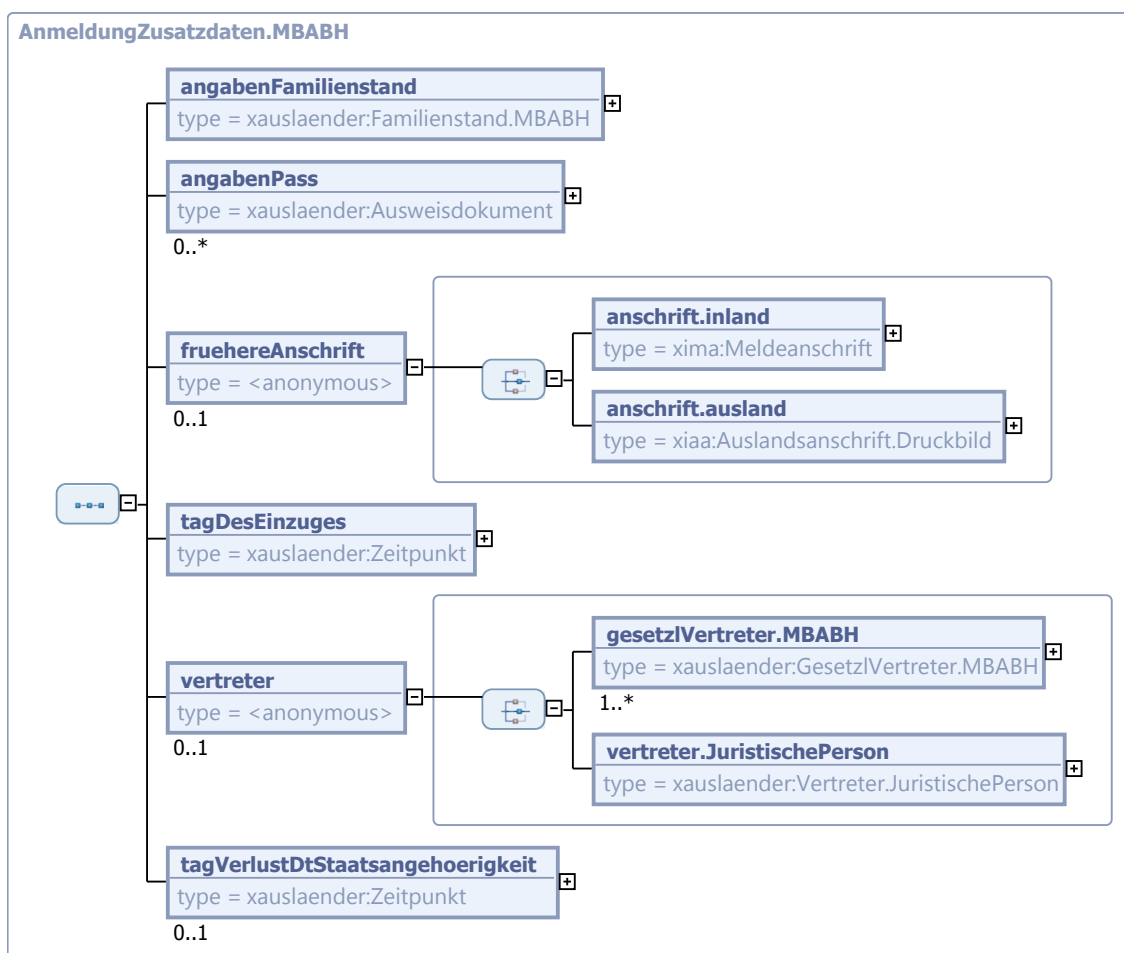 AnmeldungZusatzdaten.MBABH
angabenFamilienstand
type = xauslaender:Familienstand.MBABH
angabenPass
type = xauslaender:Ausweisdokument
0..*
fruehereAnschrift
type = <anonymous>
0..1
anschrift.inland
type = xima:Meldeanschrift
anschrift.ausland
type = xiaa:Auslandsanschrift.Druckbild
tagDesEinzuges
type = xauslaender:Zeitpunkt
vertreter
type = <anonymous>
0..1
gesetzlVertreter.MBABH
type = xauslaender:GesetzlVertreter.MBABH
1..*
vertreter.JuristischePerson
type = xauslaender:Vertreter.JuristischePerson
tagVerlustDtStaatsangehoerigkeit
type = xauslaender:Zeitpunkt
0..1